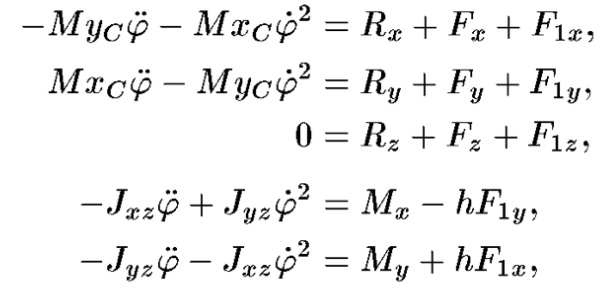 −My_C φ̈ − Mx_C φ̇² = R_x + F_x + F_{1x},
Mx_C φ̈ − My_C φ̇² = R_y + F_y + F_{1y},
0 = R_z + F_z + F_{1z},
−J_{xz} φ̈ + J_{yz} φ̇² = M_x − hF_{1y},
−J_{yz} φ̈ − J_{xz} φ̇² = M_y + hF_{1x},